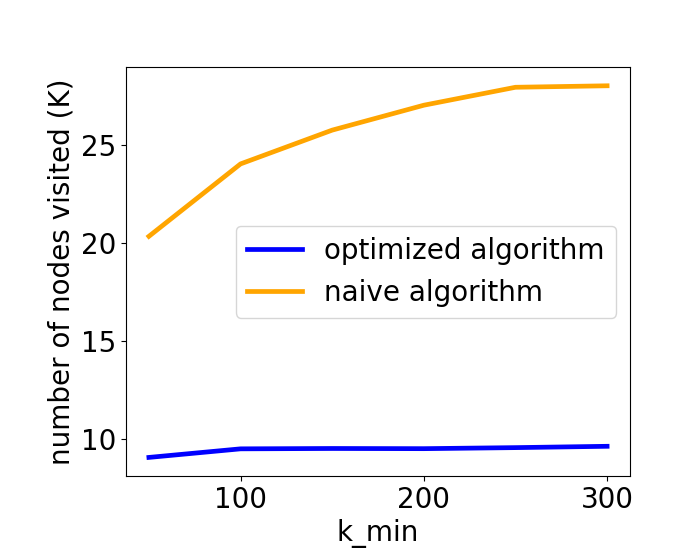 number of nodes visited (K)
25
20
15
10
optimized algorithm
naive algorithm
100 200 300
k_min